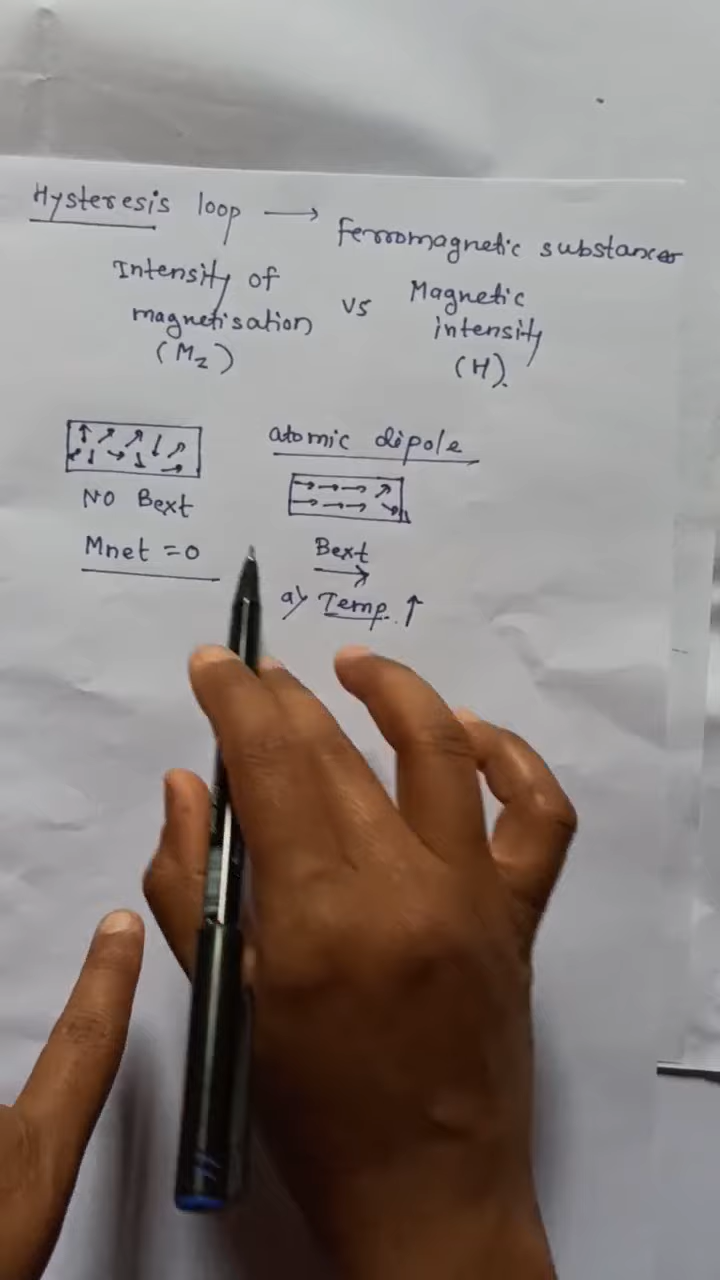 Hysteresis loop → Ferromagnetic substances
Intensity of
magnetisation
(Mz)
vs
Magnetic
intensity
(H).
NO Bext
Mnet = 0
atomic dipole
Bext
a) Temp. ↑